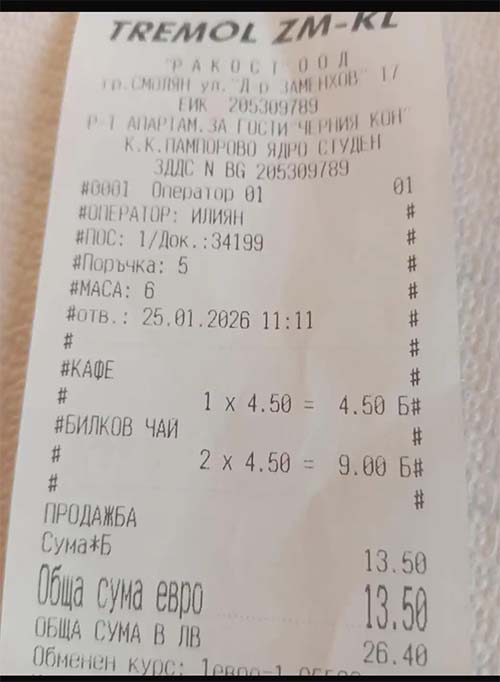 TREMOL ZM-KL
"РАКОСТ" ООД
гр.СМОЛЯН ул."Д-р ЗАМЕНХОВ" 17
ЕИК 205309789
Р-Т АПАРТАМ.ЗА ГОСТИ ЧЕРНИЯ КОН"
К.К.ПАМПОРОВО ЯДРО СТУДЕН
ЗДДС N BG 205309789
#0001 Оператор 01 01
#ОПЕРАТОР: ИЛИЯН #
#ПОС: 1/Док.:34199 #
#Поръчка: 5 #
#МАСА: 6 #
#отв.: 25.01.2026 11:11 #
# #
#КАФЕ #
# 1 x 4.50 = 4.50 Б#
#БИЛКОВ ЧАЙ #
# 2 x 4.50 = 9.00 Б#
# #
ПРОДАЖБА
Сума*Б 13.50
Обща сума евро 13.50
ОБЩА СУМА В ЛВ 26.40
Обменен курс: 1евро=1